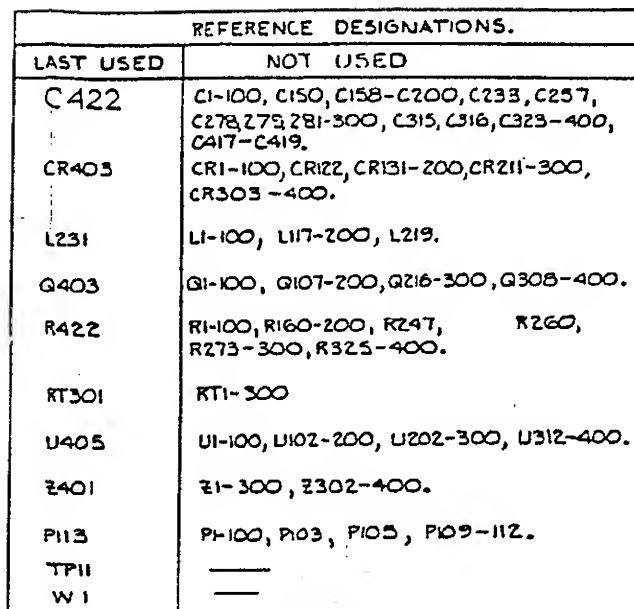 REFERENCE DESIGNATIONS.
LAST USED NOT USED
C422 C1-100, C150, C158-C200, C233, C257,
C278, 279, 281-300, C315, C316, C323-400,
C417-C419.
CR403 CR1-100, CR122, CR131-200, CR211-300,
CR303-400.
L231 L1-100, L117-200, L219.
Q403 Q1-100, Q107-200, Q216-300, Q308-400.
R422 R1-100, R160-200, R247, R260,
R273-300, R325-400.
RT301 RT1-300
U405 U1-100, U102-200, U202-300, U312-400.
Z401 Z1-300, Z302-400.
P113 P1-100, P103, P105, P109-112.
TP11 —
W1 —